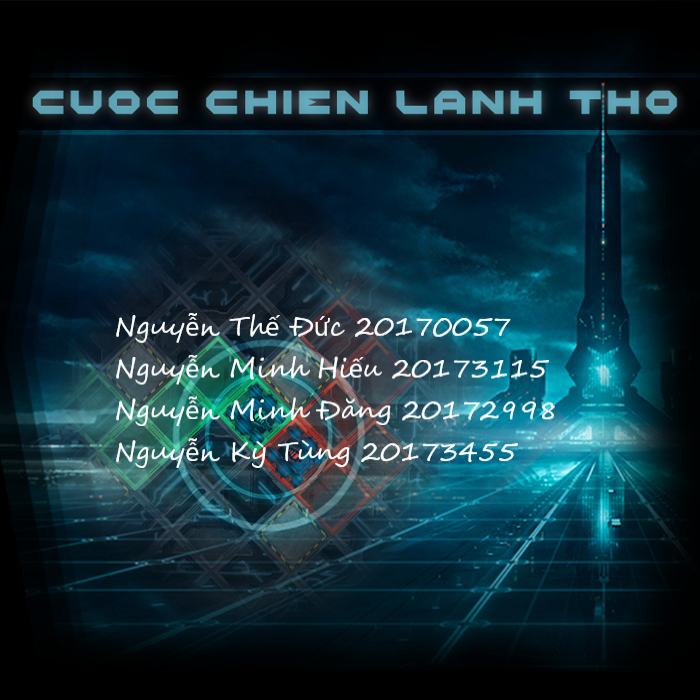 CUOC CHIEN LANH THO
Nguyễn Thế Đức 20170057
Nguyễn Minh Hiếu 20173115
Nguyễn Minh Đăng 20172998
Nguyễn Kỳ Tùng 20173455